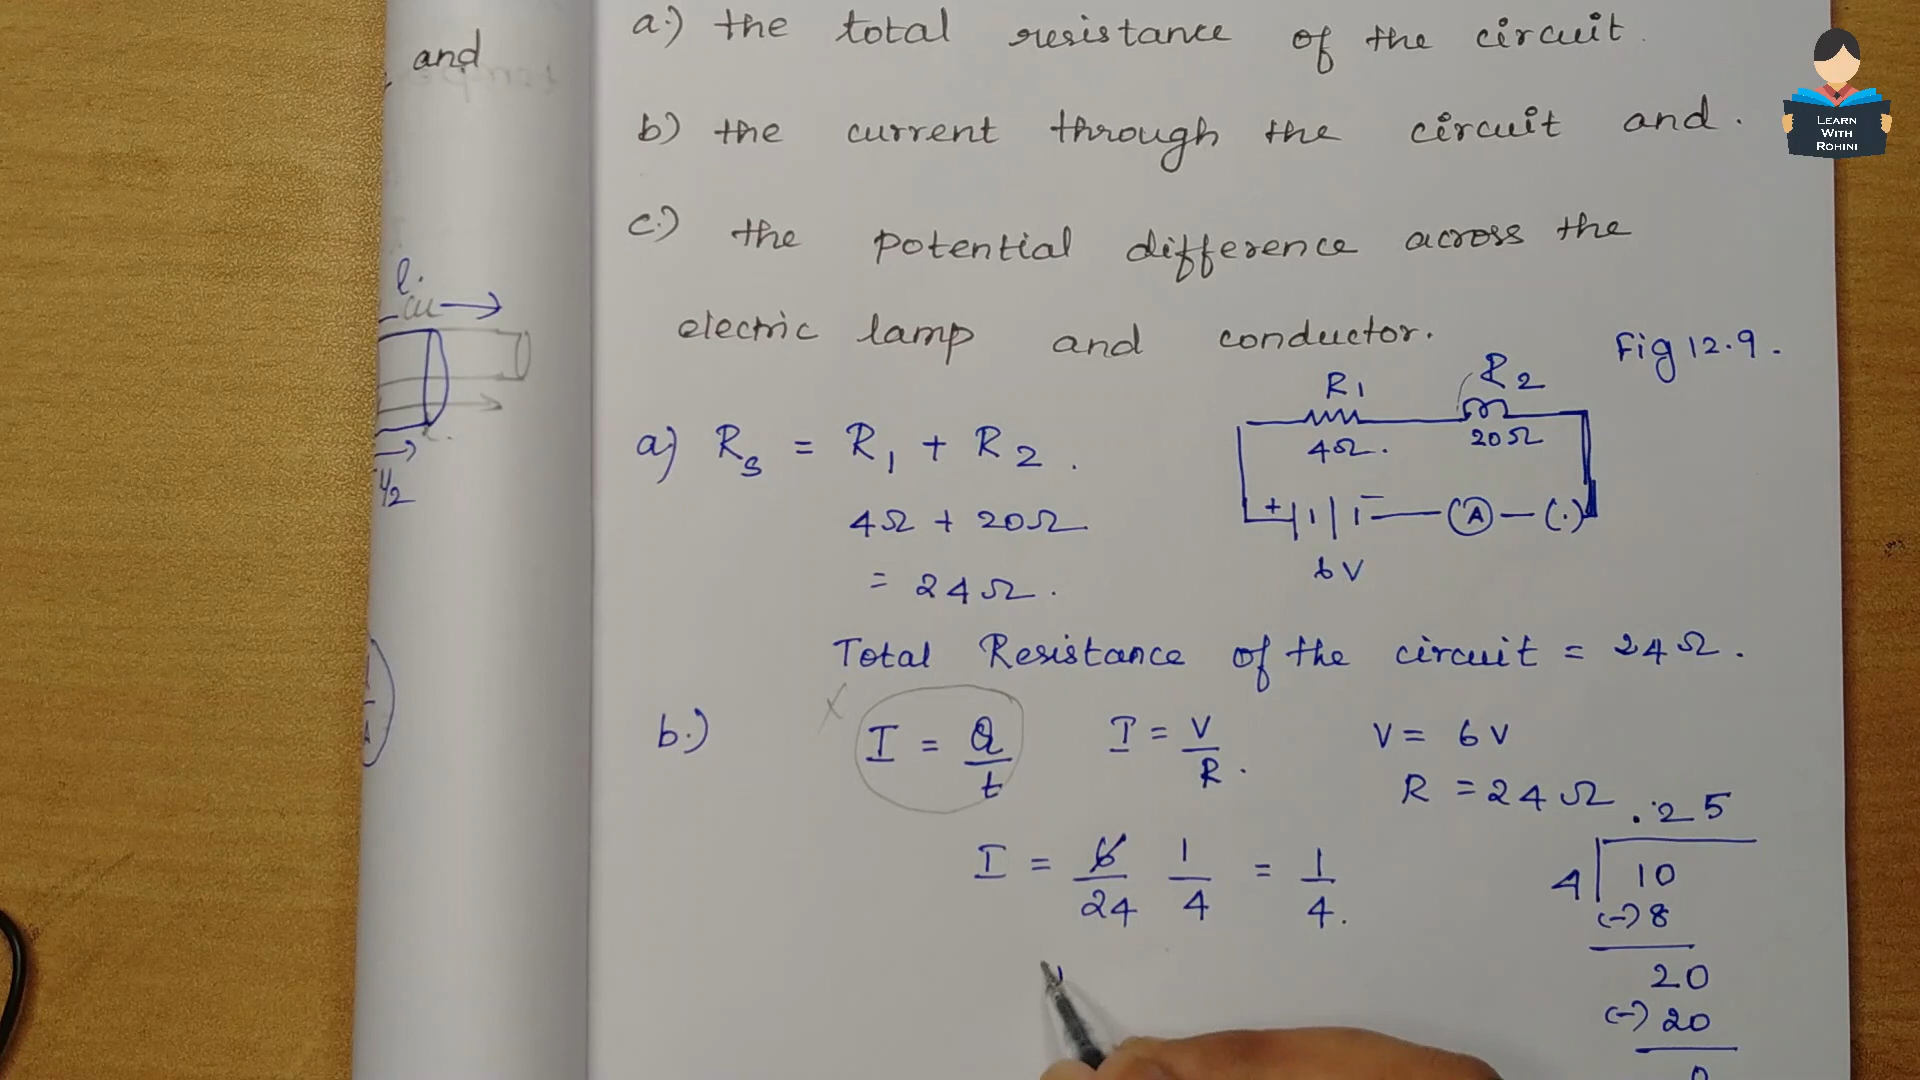 and
a.) the total resistance of the circuit.
b) the current through the circuit and.
c.) the potential difference across the
electric lamp and conductor.
Fig 12.9.
R1 R2
4Ω. 20Ω
+ - A (.)
6V
l.
cu
l/2
a) Rs = R1 + R2.
4Ω + 20Ω
= 24Ω.
Total Resistance of the circuit = 24Ω.
b.) I = Q/t I = V/R. V = 6V
R = 24Ω
I = 6/24 1/4 = 1/4.
.25
4 10
(-) 8
20
(-) 20
0
LEARN
WITH
ROHINI